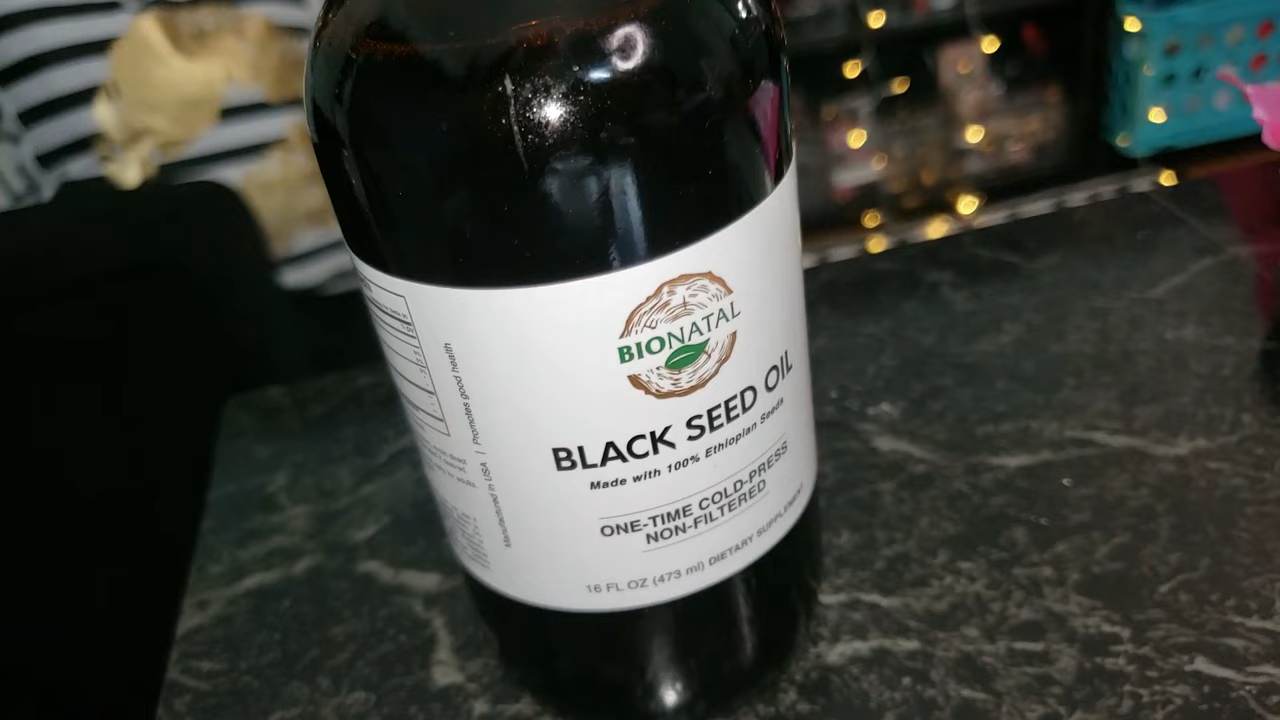 BIONATAL
BLACK SEED OIL
Made with 100% Ethiopian Seeds
ONE-TIME COLD-PRESS
NON-FILTERED
16 FL OZ (473 ml) DIETARY SUPPLEMENT
Manufactured in USA | Promotes good health